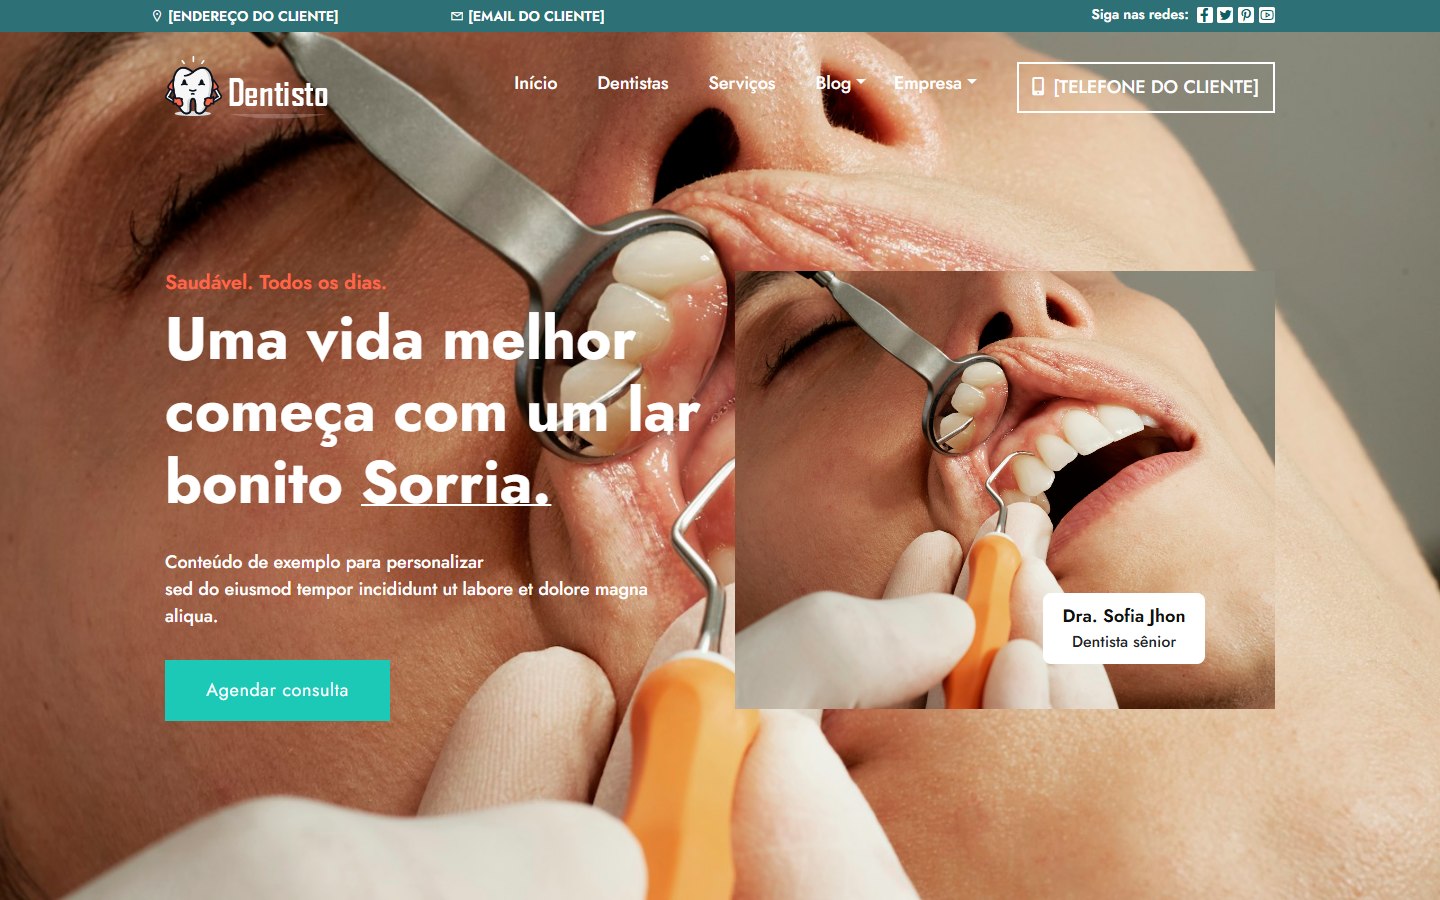 [ENDEREÇO DO CLIENTE]
[EMAIL DO CLIENTE]
Siga nas redes:
Dentisto
Início
Dentistas
Serviços
Blog
Empresa
[TELEFONE DO CLIENTE]
Saudável. Todos os dias.
Uma vida melhor
começa com um lar
bonito Sorria.
Conteúdo de exemplo para personalizar
sed do eiusmod tempor incididunt ut labore et dolore magna
aliqua.
Agendar consulta
Dra. Sofia Jhon
Dentista sênior